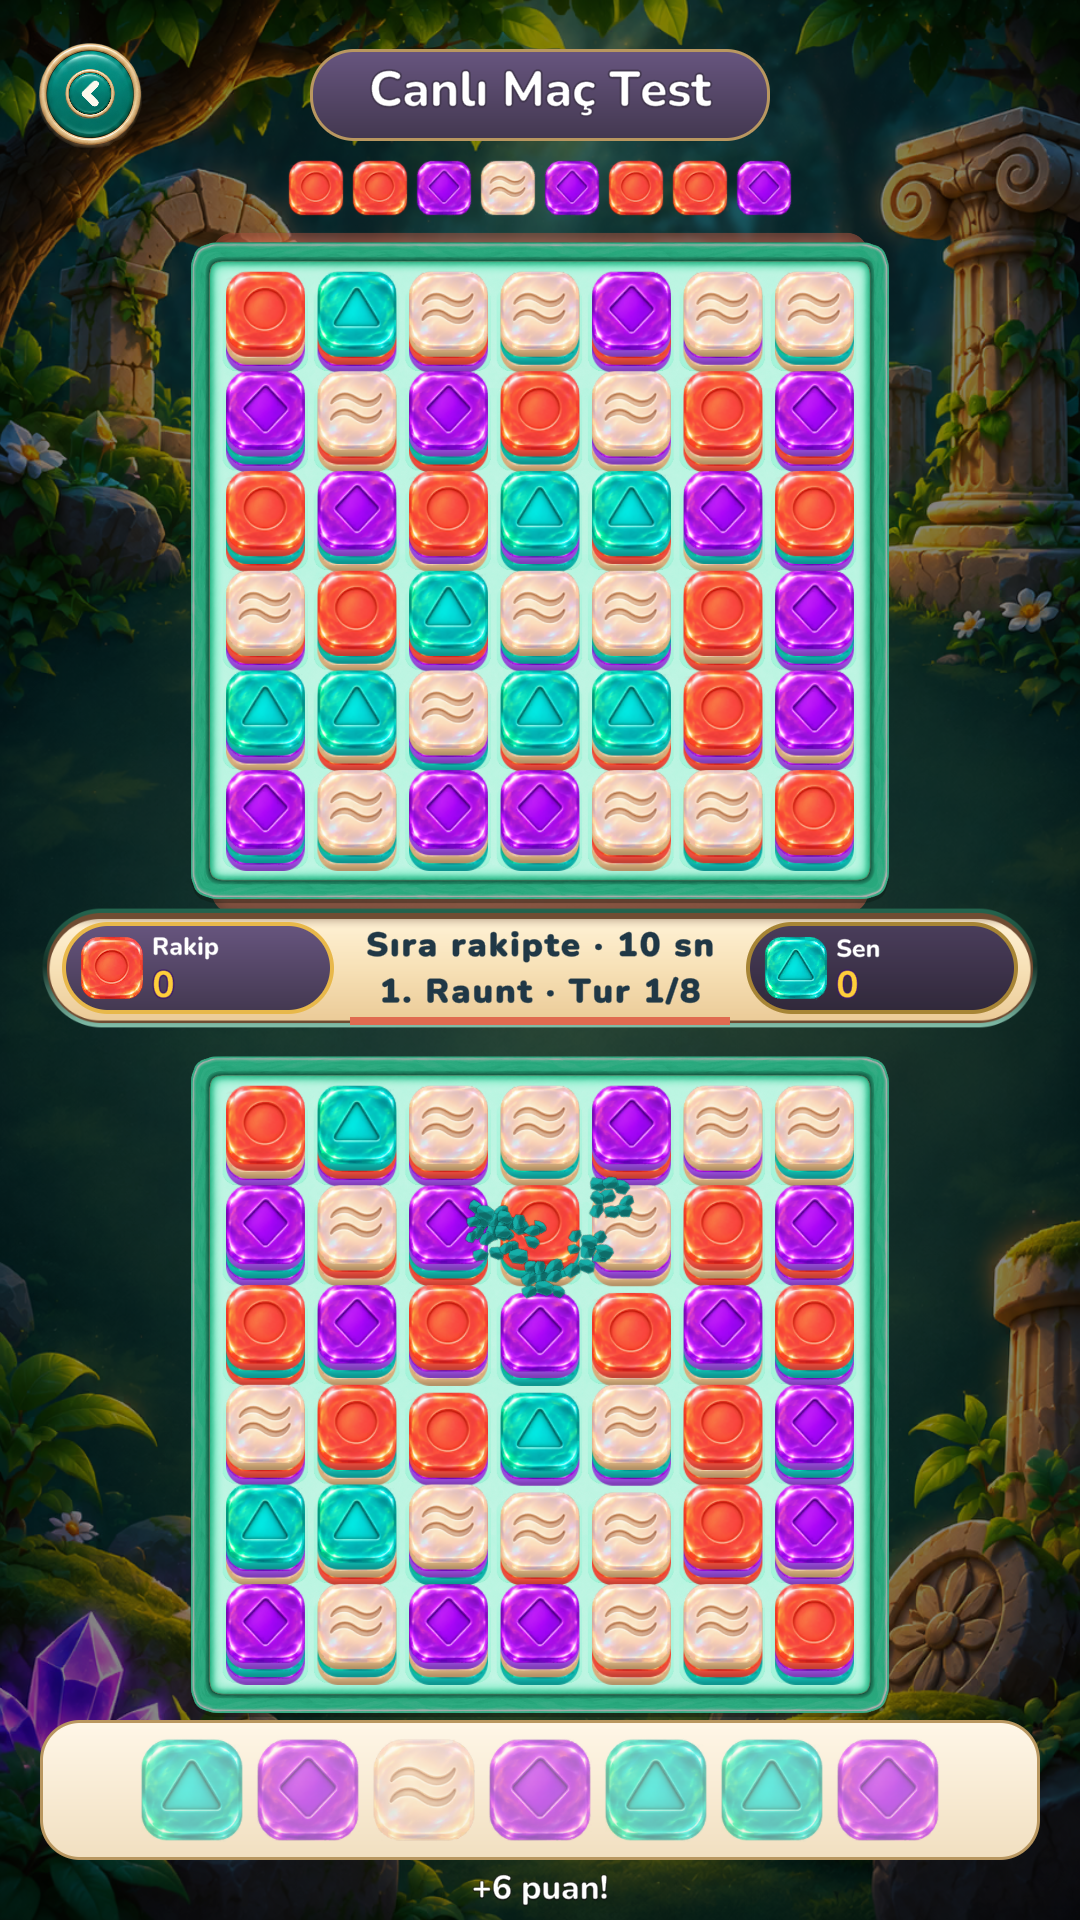 Canlı Maç Test
Rakip
0
Sıra rakipte · 10 sn
1. Raunt · Tur 1/8
Sen
0
+6 puan!